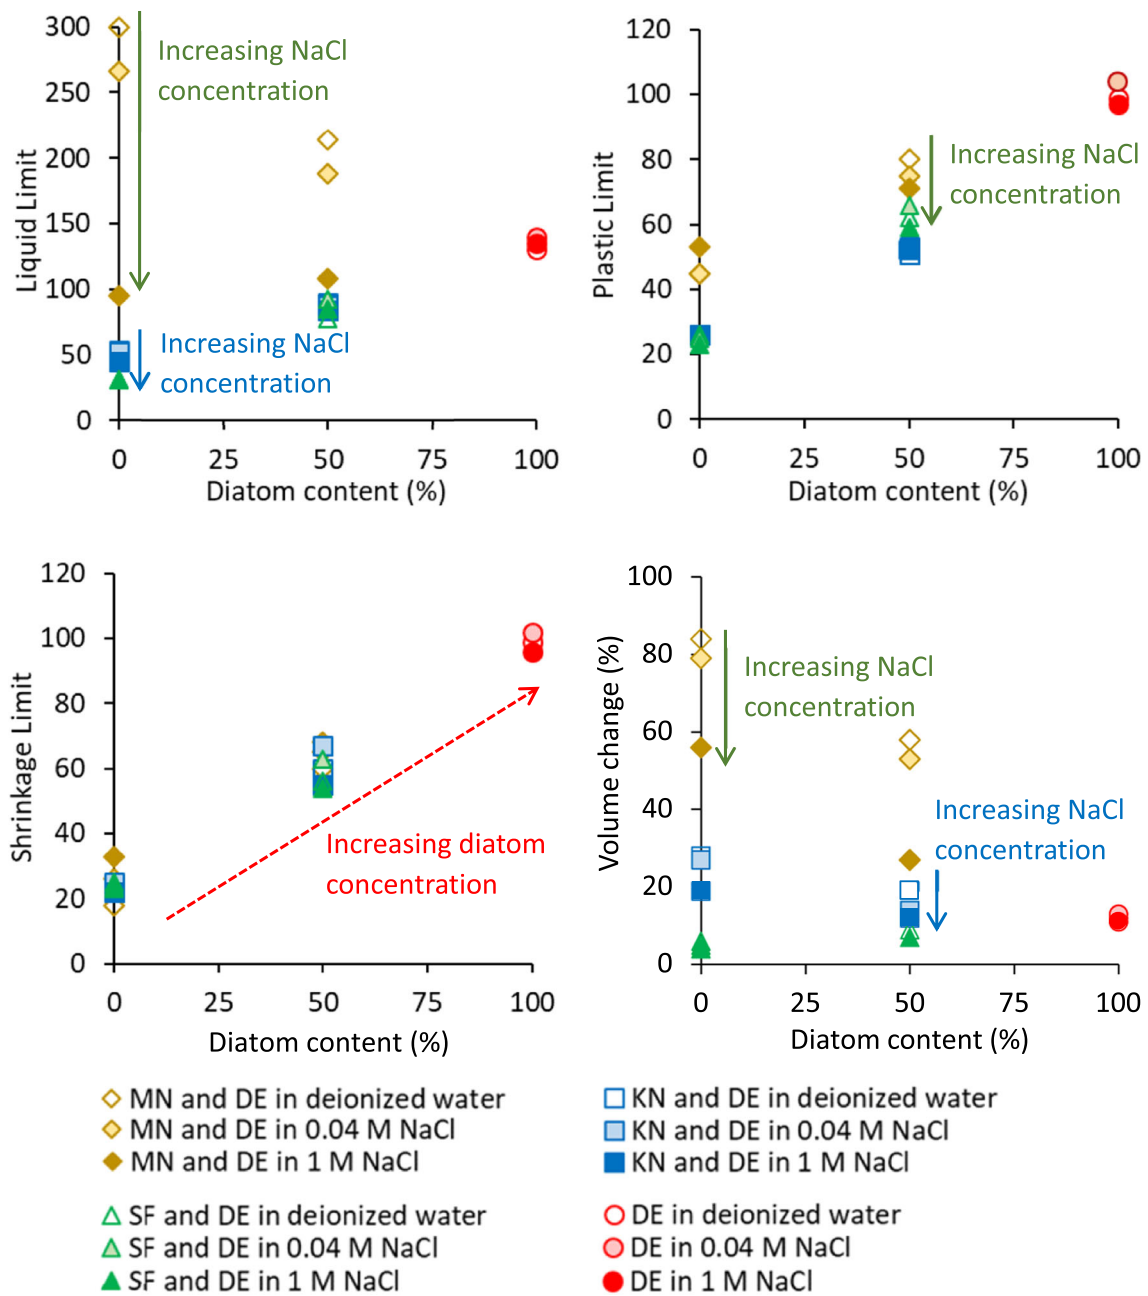 300
250
200
150
100
50
0
Liquid Limit
Increasing NaCl
concentration
Increasing NaCl
concentration
0
25
50
75
100
Diatom content (%)
120
100
80
60
40
20
0
Plastic Limit
Increasing NaCl
concentration
0
25
50
75
100
Diatom content (%)
120
100
80
60
40
20
0
Shrinkage Limit
Increasing diatom
concentration
0
25
50
75
100
Diatom content (%)
100
80
60
40
20
0
Volume change (%)
Increasing NaCl
concentration
Increasing NaCl
concentration
0
25
50
75
100
Diatom content (%)
MN and DE in deionized water
MN and DE in 0.04 M NaCl
MN and DE in 1 M NaCl
KN and DE in deionized water
KN and DE in 0.04 M NaCl
KN and DE in 1 M NaCl
SF and DE in deionized water
SF and DE in 0.04 M NaCl
SF and DE in 1 M NaCl
DE in deionized water
DE in 0.04 M NaCl
DE in 1 M NaCl